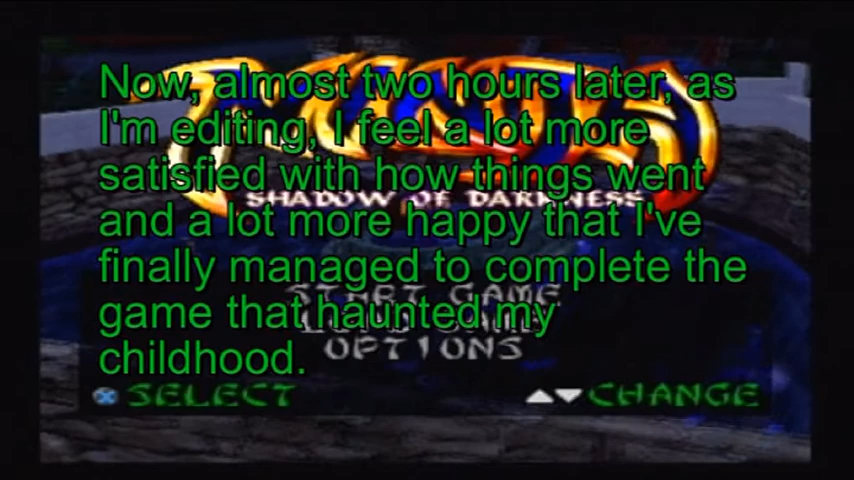 Now, almost two hours later, as
I'm editing, I feel a lot more
satisfied with how things went
SHADOW OF DARKNESS
and a lot more happy that I've
finally managed to complete the
START GAME
game that haunted my
childhood.
OPTIONS
SELECT
CHANGE